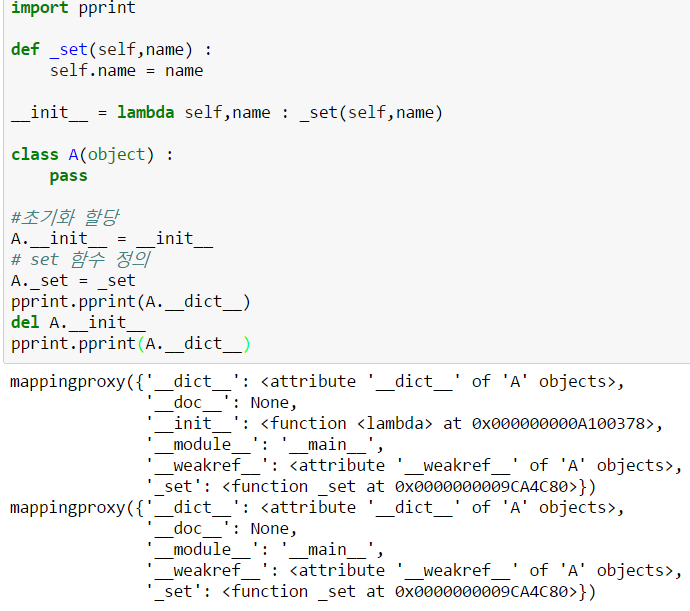 import pprint
def _set(self,name) :
    self.name = name
__init__ = lambda self,name : _set(self,name)
class A(object) :
    pass
#초기화 할당
A.__init__ = __init__
# set 함수 정의
A._set = _set
pprint.pprint(A.__dict__)
del A.__init__
pprint.pprint(A.__dict__)
mappingproxy({'__dict__': <attribute '__dict__' of 'A' objects>,
              '__doc__': None,
              '__init__': <function <lambda> at 0x000000000A100378>,
              '__module__': '__main__',
              '__weakref__': <attribute '__weakref__' of 'A' objects>,
              '_set': <function _set at 0x0000000009CA4C80>})
mappingproxy({'__dict__': <attribute '__dict__' of 'A' objects>,
              '__doc__': None,
              '__module__': '__main__',
              '__weakref__': <attribute '__weakref__' of 'A' objects>,
              '_set': <function _set at 0x0000000009CA4C80>})